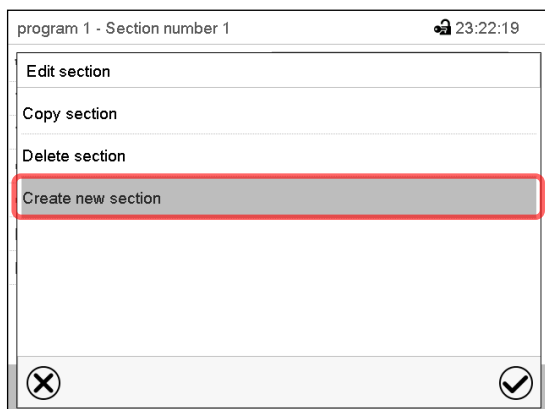 program 1 - Section number 1 23:22:19
Edit section
Copy section
Delete section
Create new section